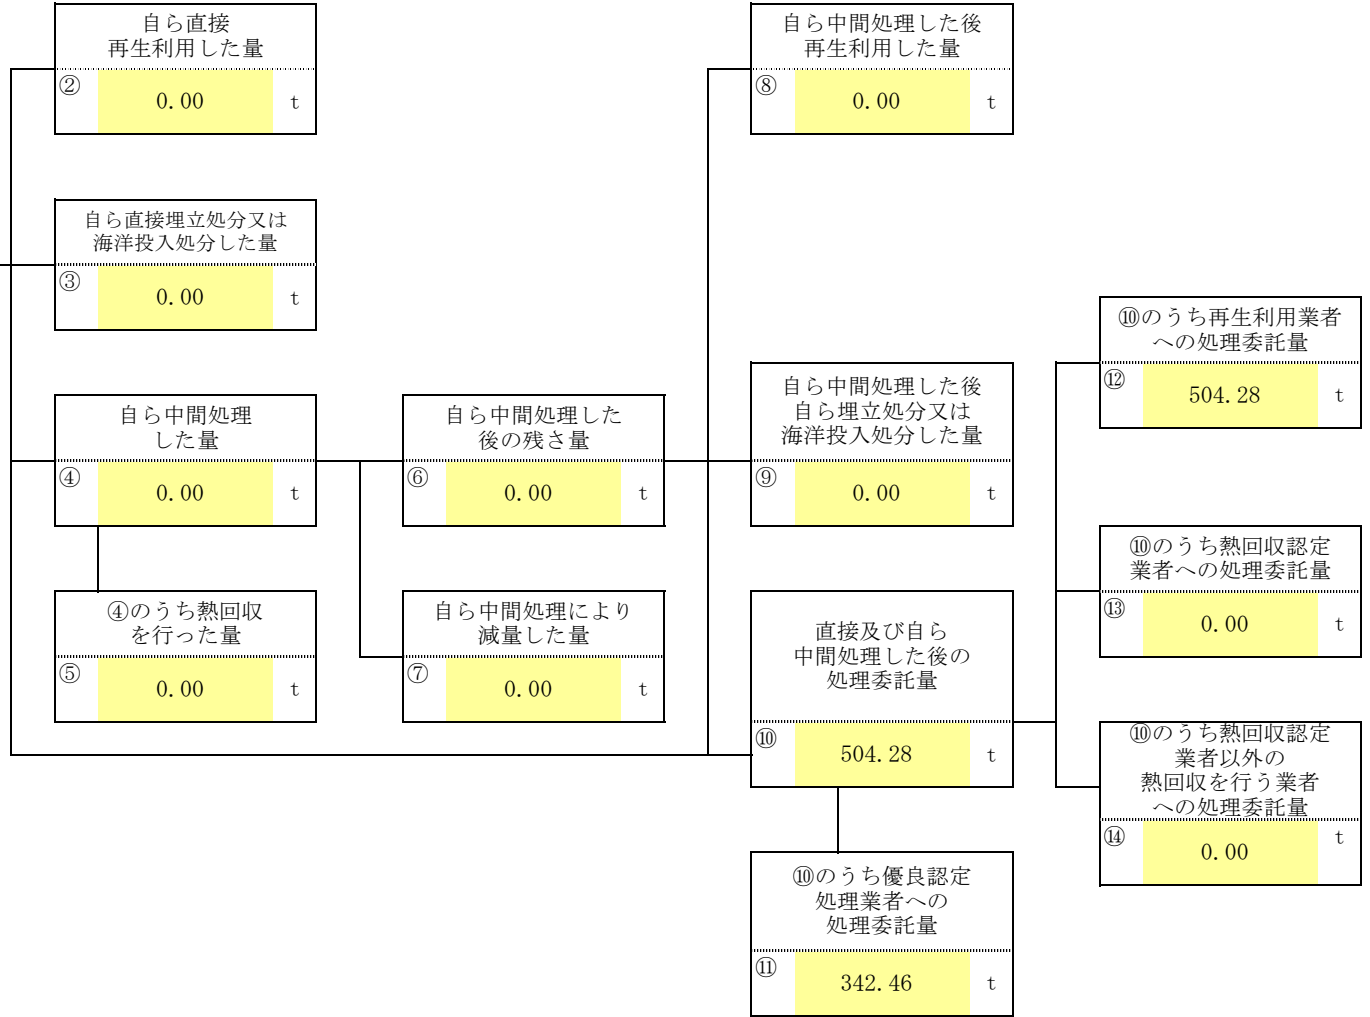 自ら直接
再生利用した量
② 0.00 t
自ら直接埋立処分又は
海洋投入処分した量
③ 0.00 t
自ら中間処理
した量
④ 0.00 t
④のうち熱回収
を行った量
⑤ 0.00 t
自ら中間処理した
後の残さ量
⑥ 0.00 t
自ら中間処理により
減量した量
⑦ 0.00 t
自ら中間処理した後
再生利用した量
⑧ 0.00 t
自ら中間処理した後
自ら埋立処分又は
海洋投入処分した量
⑨ 0.00 t
直接及び自ら
中間処理した後の
処理委託量
⑩ 504.28 t
⑩のうち優良認定
処理業者への
処理委託量
⑪ 342.46 t
⑩のうち再生利用業者
への処理委託量
⑫ 504.28 t
⑩のうち熱回収認定
業者への処理委託量
⑬ 0.00 t
⑩のうち熱回収認定
業者以外の
熱回収を行う業者
への処理委託量
⑭ 0.00 t